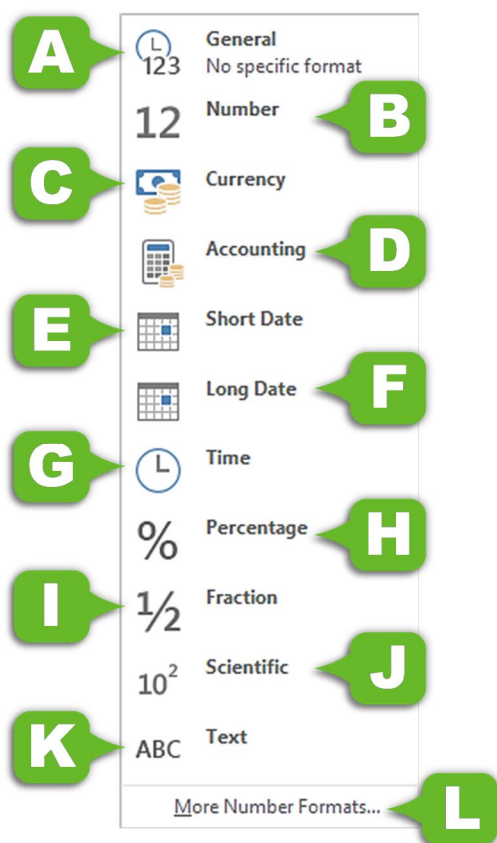 A
General
123
No specific format
12
Number
B
C
Currency
Accounting
D
E
Short Date
Long Date
F
G
Time
%
Percentage
H
I
½
Fraction
10²
Scientific
J
K
ABC
Text
More Number Formats...
L